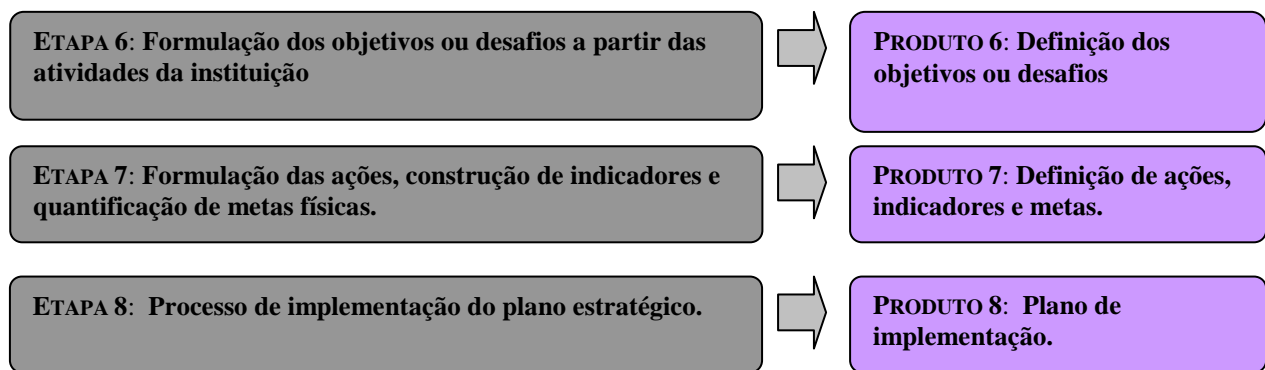 ETAPA 6: Formulação dos objetivos ou desafios a partir das
atividades da instituição
PRODUTO 6: Definição dos
objetivos ou desafios
ETAPA 7: Formulação das ações, construção de indicadores e
quantificação de metas físicas.
PRODUTO 7: Definição de ações,
indicadores e metas.
ETAPA 8: Processo de implementação do plano estratégico.
PRODUTO 8: Plano de
implementação.